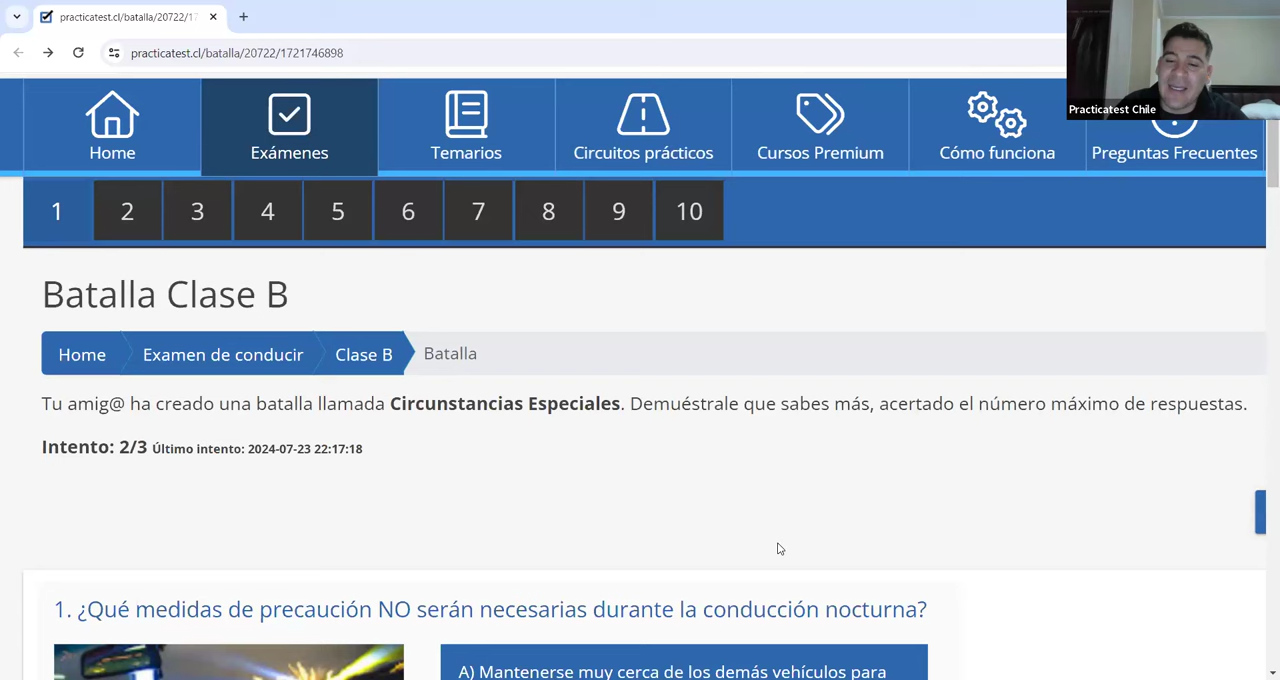 practicatest.cl/batalla/20722/17
practicatest.cl/batalla/20722/1721746898
Practicatest Chile
Home
Exámenes
Temarios
Circuitos prácticos
Cursos Premium
Cómo funciona
Preguntas Frecuentes
1 2 3 4 5 6 7 8 9 10
Batalla Clase B
Home Examen de conducir Clase B Batalla
Tu amig@ ha creado una batalla llamada Circunstancias Especiales. Demuéstrale que sabes más, acertado el número máximo de respuestas.
Intento: 2/3 Último intento: 2024-07-23 22:17:18
1. ¿Qué medidas de precaución NO serán necesarias durante la conducción nocturna?
A) Mantenerse muy cerca de los demás vehículos para